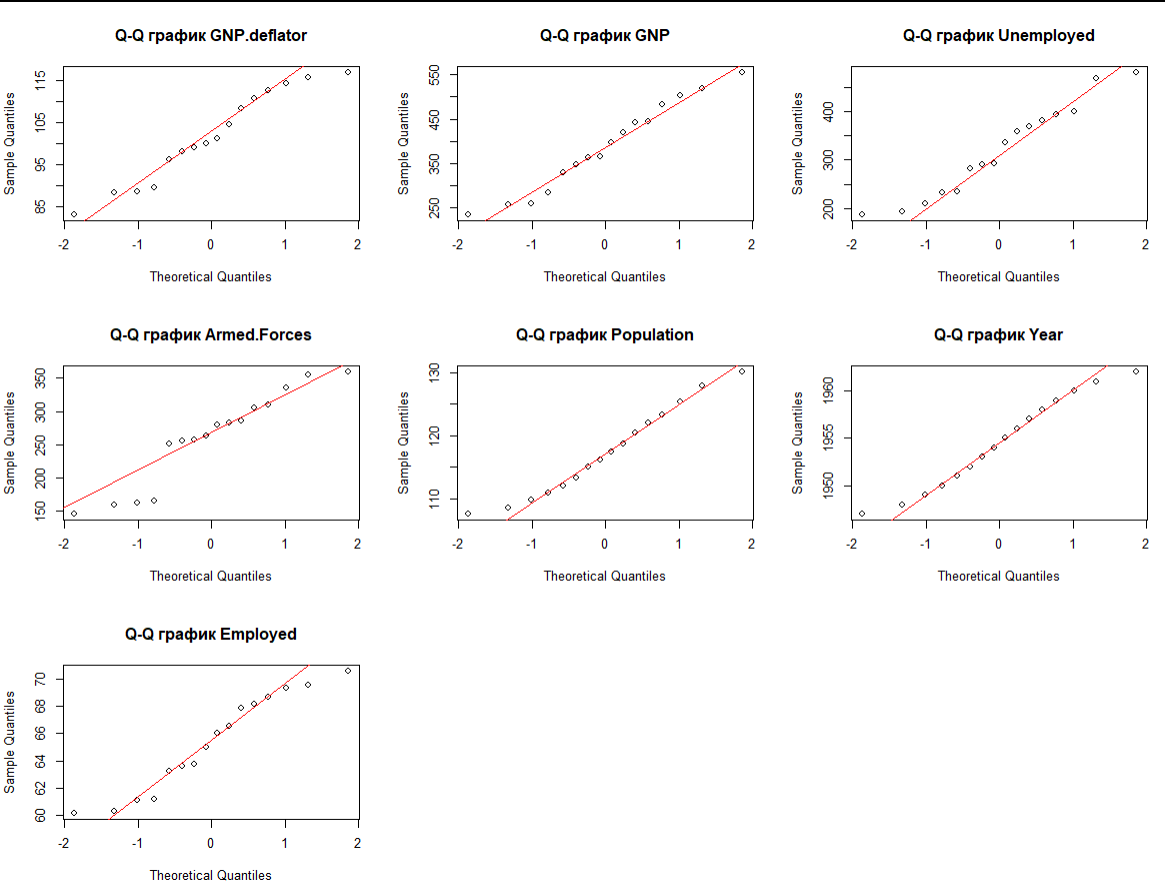 Q-Q график GNP.deflator
Sample Quantiles
85 95 105 115
-2 -1 0 1 2
Theoretical Quantiles
Q-Q график GNP
Sample Quantiles
250 350 450 550
-2 -1 0 1 2
Theoretical Quantiles
Q-Q график Unemployed
Sample Quantiles
200 300 400
-2 -1 0 1 2
Theoretical Quantiles
Q-Q график Armed.Forces
Sample Quantiles
150 200 250 300 350
-2 -1 0 1 2
Theoretical Quantiles
Q-Q график Population
Sample Quantiles
110 120 130
-2 -1 0 1 2
Theoretical Quantiles
Q-Q график Year
Sample Quantiles
1950 1955 1960
-2 -1 0 1 2
Theoretical Quantiles
Q-Q график Employed
Sample Quantiles
60 62 64 66 68 70
-2 -1 0 1 2
Theoretical Quantiles